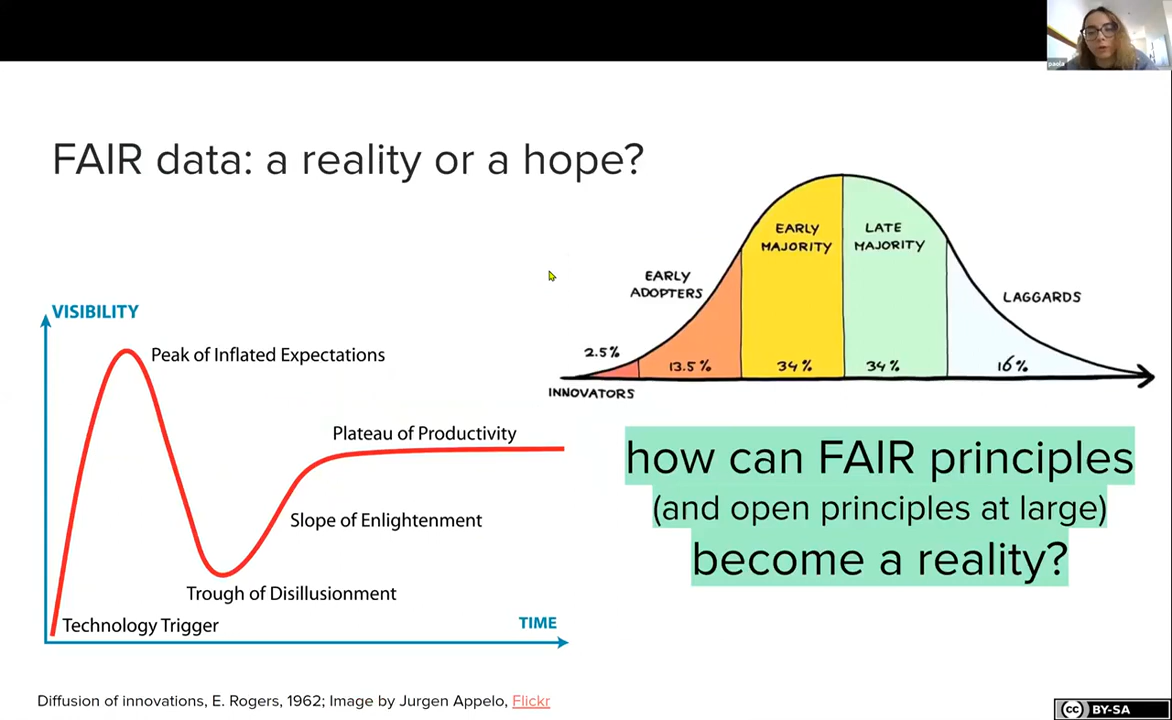 paola
FAIR data: a reality or a hope?
VISIBILITY
Peak of Inflated Expectations
Plateau of Productivity
Slope of Enlightenment
Trough of Disillusionment
Technology Trigger
TIME
EARLY
MAJORITY
LATE
MAJORITY
EARLY
ADOPTERS
LAGGARDS
2.5%
13.5%
34%
34%
16%
INNOVATORS
how can FAIR principles
(and open principles at large)
become a reality?
Diffusion of innovations, E. Rogers, 1962; Image by Jurgen Appelo, Flickr
cc BY-SA